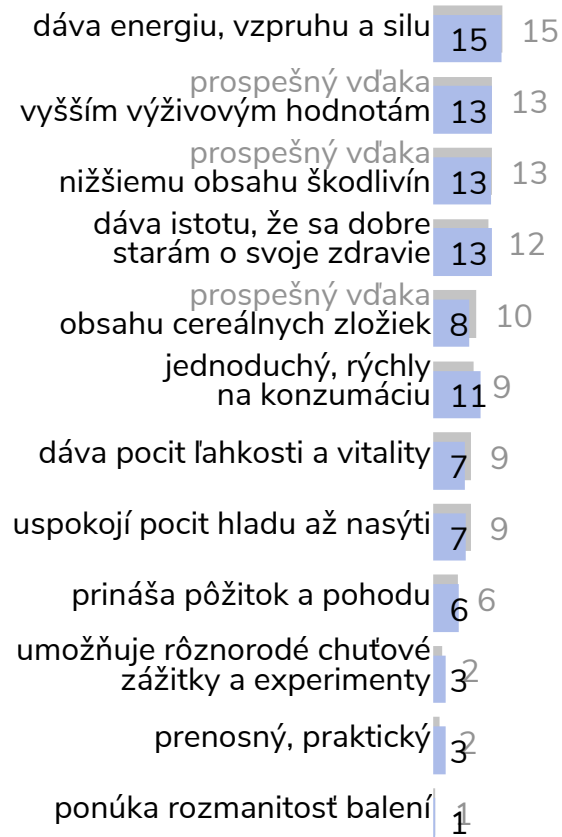 dáva energiu, vzpruhu a silu 15 15
prospešný vďaka
vyšším výživovým hodnotám 13 13
prospešný vďaka
nižšiemu obsahu škodlivín 13 13
dáva istotu, že sa dobre
starám o svoje zdravie 13 12
prospešný vďaka
obsahu cereálnych zložiek 8 10
jednoduchý, rýchly
na konzumáciu 11 9
dáva pocit ľahkosti a vitality 7 9
uspokojí pocit hladu až nasýti 7 9
prináša pôžitok a pohodu 6 6
umožňuje rôznorodé chuťové
zážitky a experimenty 3 2
prenosný, praktický 3 2
ponúka rozmanitosť balení 1 1